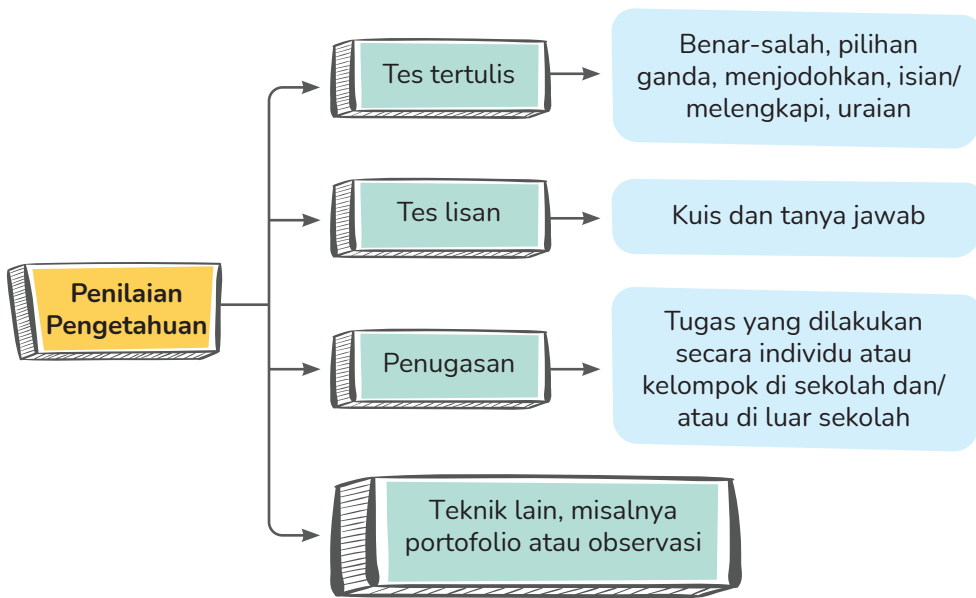 Penilaian
Pengetahuan
Tes tertulis
Benar-salah, pilihan
ganda, menjodohkan, isian/
melengkapi, uraian
Tes lisan
Kuis dan tanya jawab
Penugasan
Tugas yang dilakukan
secara individu atau
kelompok di sekolah dan/
atau di luar sekolah
Teknik lain, misalnya
portofolio atau observasi